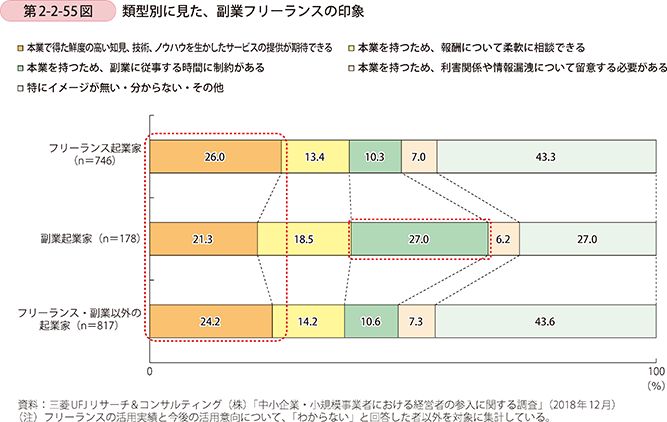 第2-2-55図 類型別に見た、副業フリーランスの印象
本業で得た鮮度の高い知見、技術、ノウハウを生かしたサービスの提供が期待できる 本業を持つため、報酬について柔軟に相談できる
本業を持つため、副業に従事する時間に制約がある 本業を持つため、利害関係や情報漏洩について留意する必要がある
特にイメージが無い・分からない・その他
フリーランス起業家
(n=746)
26.0 13.4 10.3 7.0 43.3
副業起業家(n=178)
21.3 18.5 27.0 6.2 27.0
フリーランス・副業以外の
起業家(n=817)
24.2 14.2 10.6 7.3 43.6
0 100
(%)
資料:三菱UFJリサーチ&コンサルティング(株)「中小企業・小規模事業者における経営者の参入に関する調査」(2018年12月)
(注)フリーランスの活用実績と今後の活用意向について、「わからない」と回答した者以外を対象に集計している。